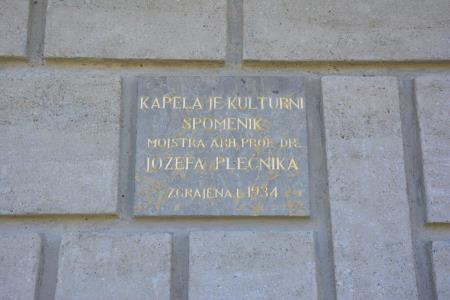 KAPELA JE KULTURNI
SPOMENIK
MOJSTRA ARH. PROF. DR.
JOŽEFA PLEČNIKA
ZGRAJENA L. 1934